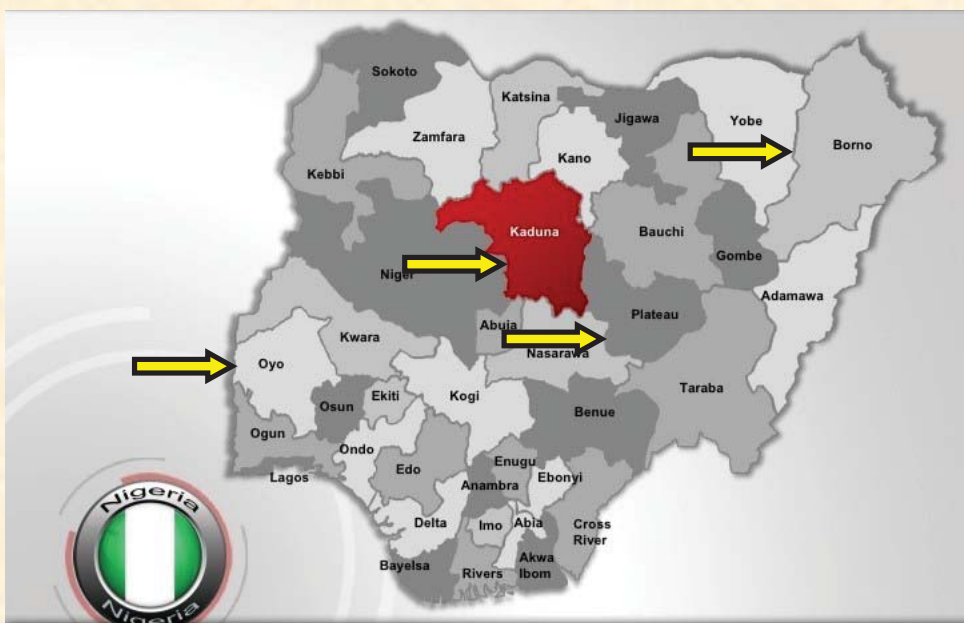 Sokoto
Katsina
Jigawa
Yobe
Borno
Zamfara
Kano
Kebbi
Kaduna
Bauchi
Gombe
Niger
Adamawa
Plateau
Abuja
Kwara
Nasarawa
Oyo
Taraba
Kogi
Ekiti
Osun
Benue
Ogun
Ondo
Enugu
Edo
Ebonyi
Lagos
Anambra
Delta
Imo
Abia
Cross
River
Bayelsa
Rivers
Akwa
Ibom
Nigeria
Nigeria